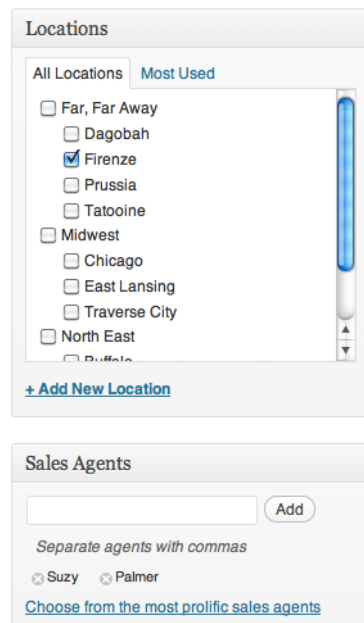 Locations
All Locations Most Used
Far, Far Away
Dagobah
Firenze
Prussia
Tatooine
Midwest
Chicago
East Lansing
Traverse City
North East
+ Add New Location
Sales Agents
Add
Separate agents with commas
Suzy Palmer
Choose from the most prolific sales agents